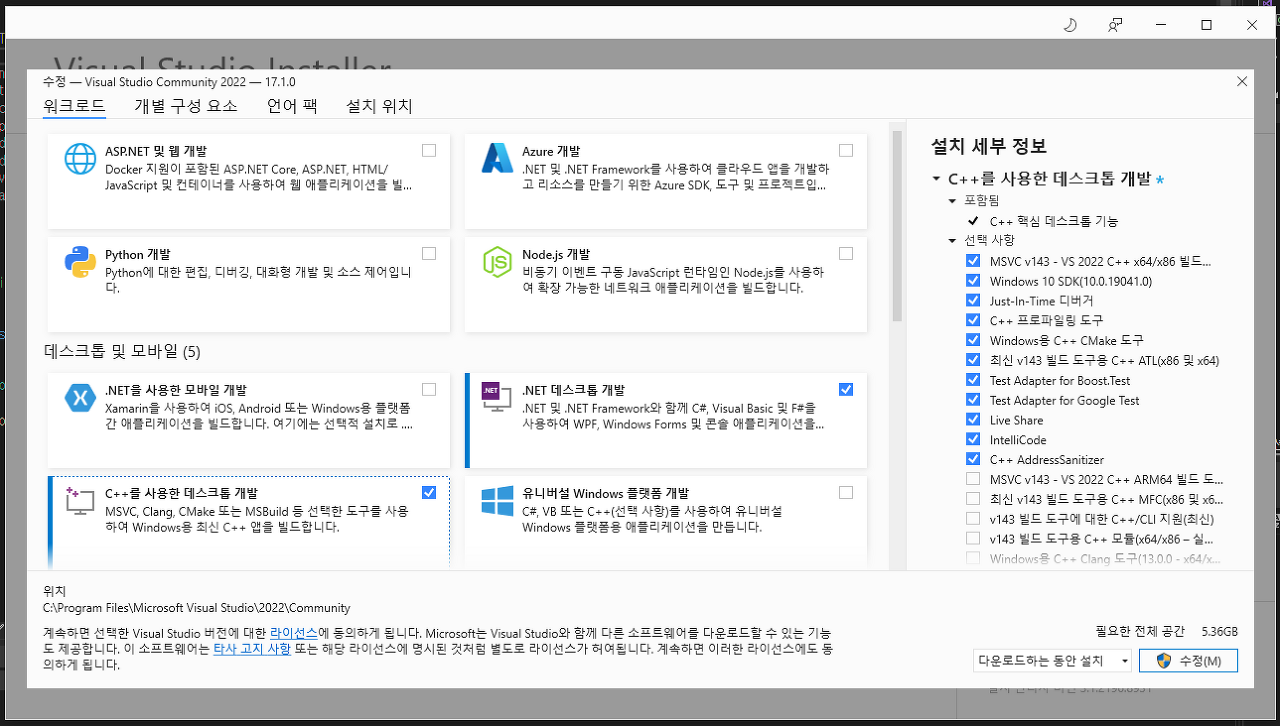 Visual Studio Installer
수정 — Visual Studio Community 2022 — 17.1.0
워크로드 개별 구성 요소 언어 팩 설치 위치
ASP.NET 및 웹 개발
Docker 지원이 포함된 ASP.NET Core, ASP.NET, HTML/
JavaScript 및 컨테이너를 사용하여 웹 애플리케이션을 빌...
Azure 개발
.NET 및 .NET Framework를 사용하여 클라우드 앱을 개발하
고 리소스를 만들기 위한 Azure SDK, 도구 및 프로젝트입...
Python 개발
Python에 대한 편집, 디버깅, 대화형 개발 및 소스 제어입니
다.
Node.js 개발
비동기 이벤트 구동 JavaScript 런타임인 Node.js를 사용하
여 확장 가능한 네트워크 애플리케이션을 빌드합니다.
데스크톱 및 모바일 (5)
.NET을 사용한 모바일 개발
Xamarin을 사용하여 iOS, Android 또는 Windows용 플랫폼
간 애플리케이션을 빌드합니다. 여기에는 선택적 설치로 ....
.NET
.NET 데스크톱 개발
.NET 및 .NET Framework와 함께 C#, Visual Basic 및 F#을
사용하여 WPF, Windows Forms 및 콘솔 애플리케이션을...
C++를 사용한 데스크톱 개발
MSVC, Clang, CMake 또는 MSBuild 등 선택한 도구를 사용
하여 Windows용 최신 C++ 앱을 빌드합니다.
유니버설 Windows 플랫폼 개발
C#, VB 또는 C++(선택 사항)를 사용하여 유니버설
Windows 플랫폼용 애플리케이션을 만듭니다.
설치 세부 정보
C++를 사용한 데스크톱 개발 *
포함됨
C++ 핵심 데스크톱 기능
선택 사항
MSVC v143 - VS 2022 C++ x64/x86 빌드...
Windows 10 SDK(10.0.19041.0)
Just-In-Time 디버거
C++ 프로파일링 도구
Windows용 C++ CMake 도구
최신 v143 빌드 도구용 C++ ATL(x86 및 x64)
Test Adapter for Boost.Test
Test Adapter for Google Test
Live Share
IntelliCode
C++ AddressSanitizer
MSVC v143 - VS 2022 C++ ARM64 빌드 도...
최신 v143 빌드 도구용 C++ MFC(x86 및 x6...
v143 빌드 도구에 대한 C++/CLI 지원(최신)
v143 빌드 도구용 C++ 모듈(x64/x86 – 실...
Windows용 C++ Clang 도구(13.0.0 - x64/x...
위치
C:\Program Files\Microsoft Visual Studio\2022\Community
계속하면 선택한 Visual Studio 버전에 대한 라이선스에 동의하게 됩니다. Microsoft는 Visual Studio와 함께 다른 소프트웨어를 다운로드할 수 있는 기능
도 제공합니다. 이 소프트웨어는 타사 고지 사항 또는 해당 라이선스에 명시된 것처럼 별도로 라이선스가 허여됩니다. 계속하면 이러한 라이선스에도 동
의하게 됩니다.
필요한 전체 공간 5.36GB
다운로드하는 동안 설치 수정(M)